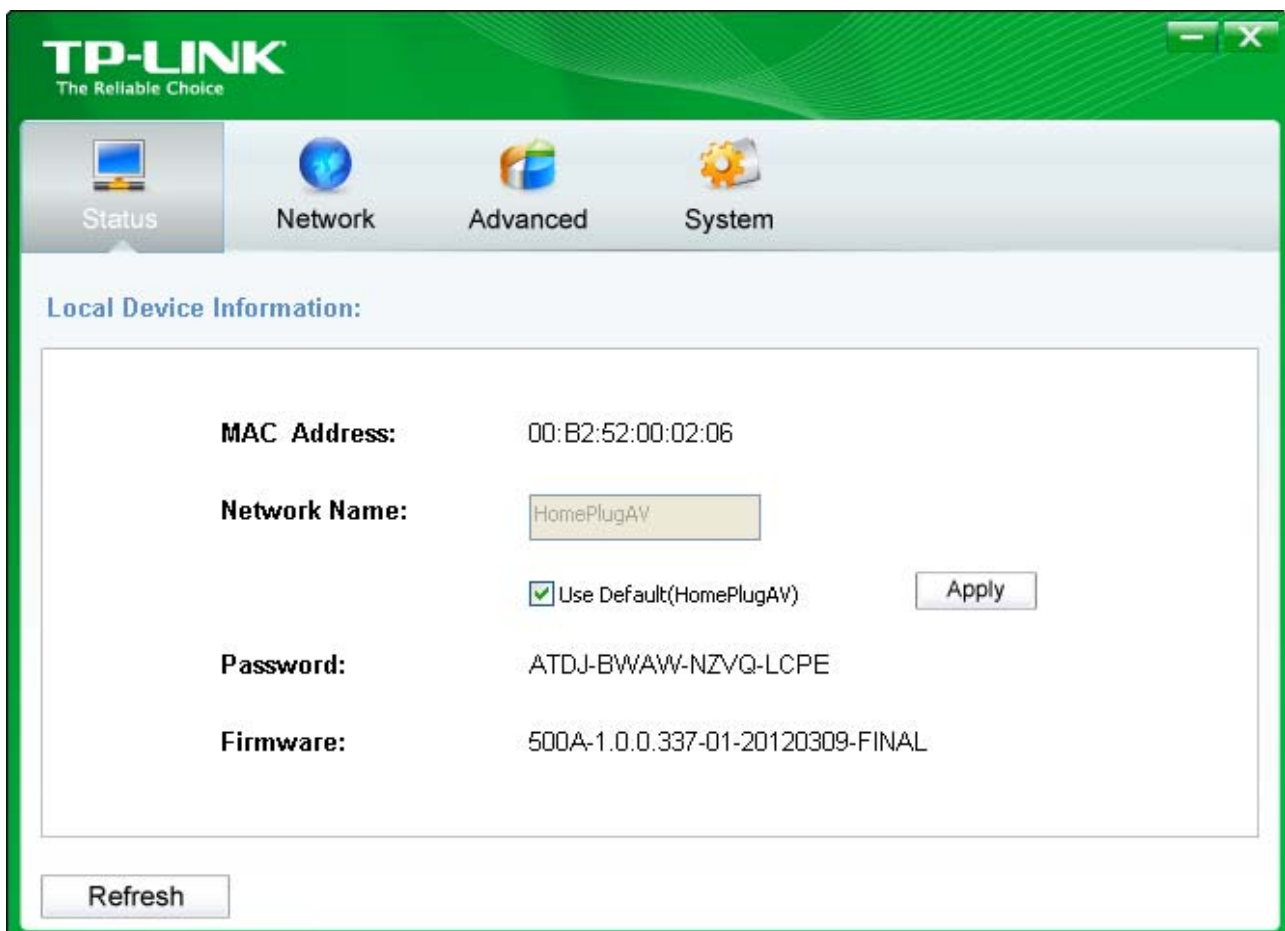 TP-LINK
The Reliable Choice
Status
Network
Advanced
System
Local Device Information:
MAC Address: 00:B2:52:00:02:06
Network Name: HomePlugAV
Use Default(HomePlugAV)
Apply
Password: ATDJ-BWAW-NZVQ-LCPE
Firmware: 500A-1.0.0.337-01-20120309-FINAL
Refresh